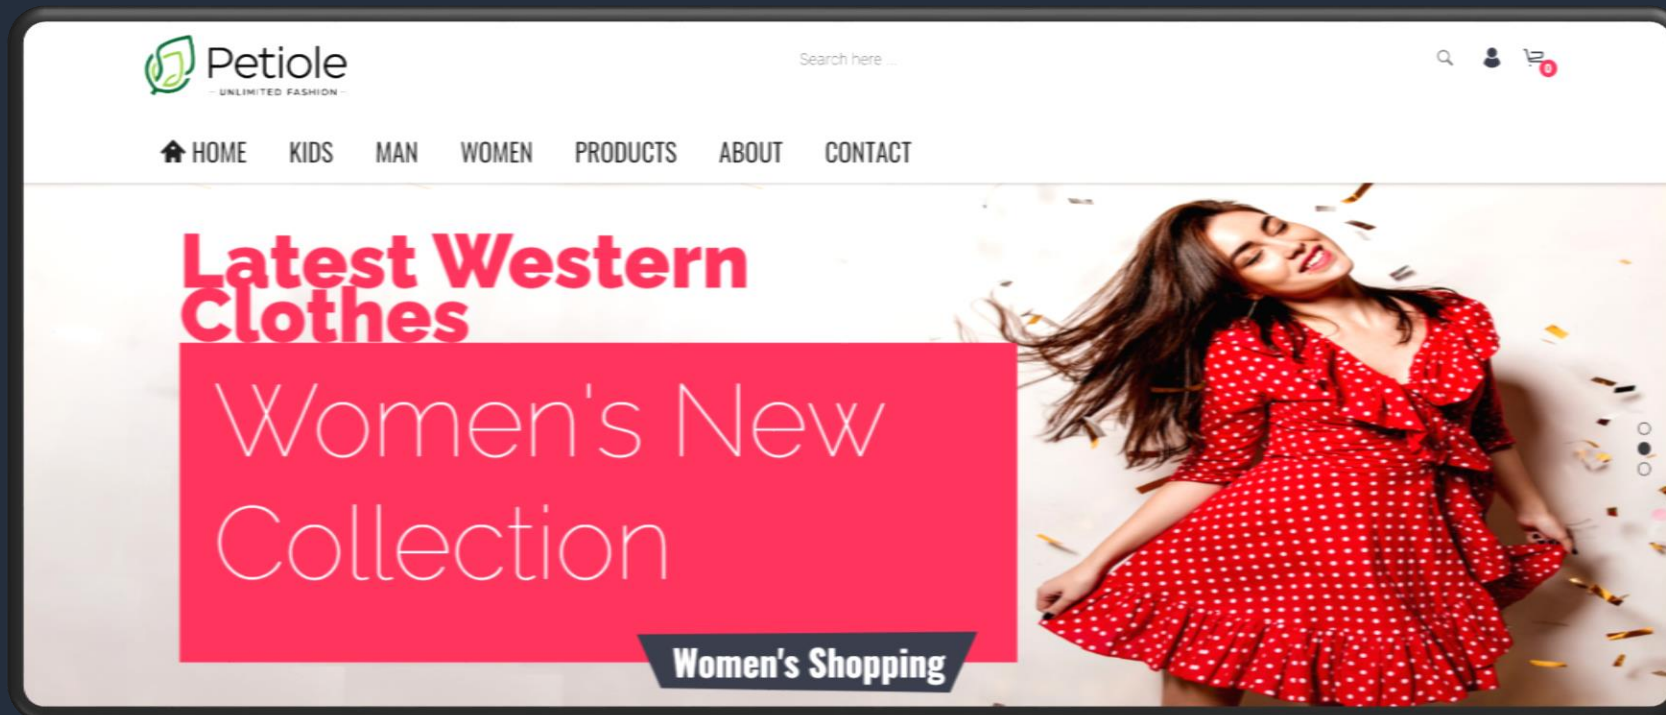 Petiole
UNLIMITED FASHION
Search here ...
0
HOME KIDS MAN WOMEN PRODUCTS ABOUT CONTACT
Latest Western
Clothes
Women's New
Collection
Women's Shopping